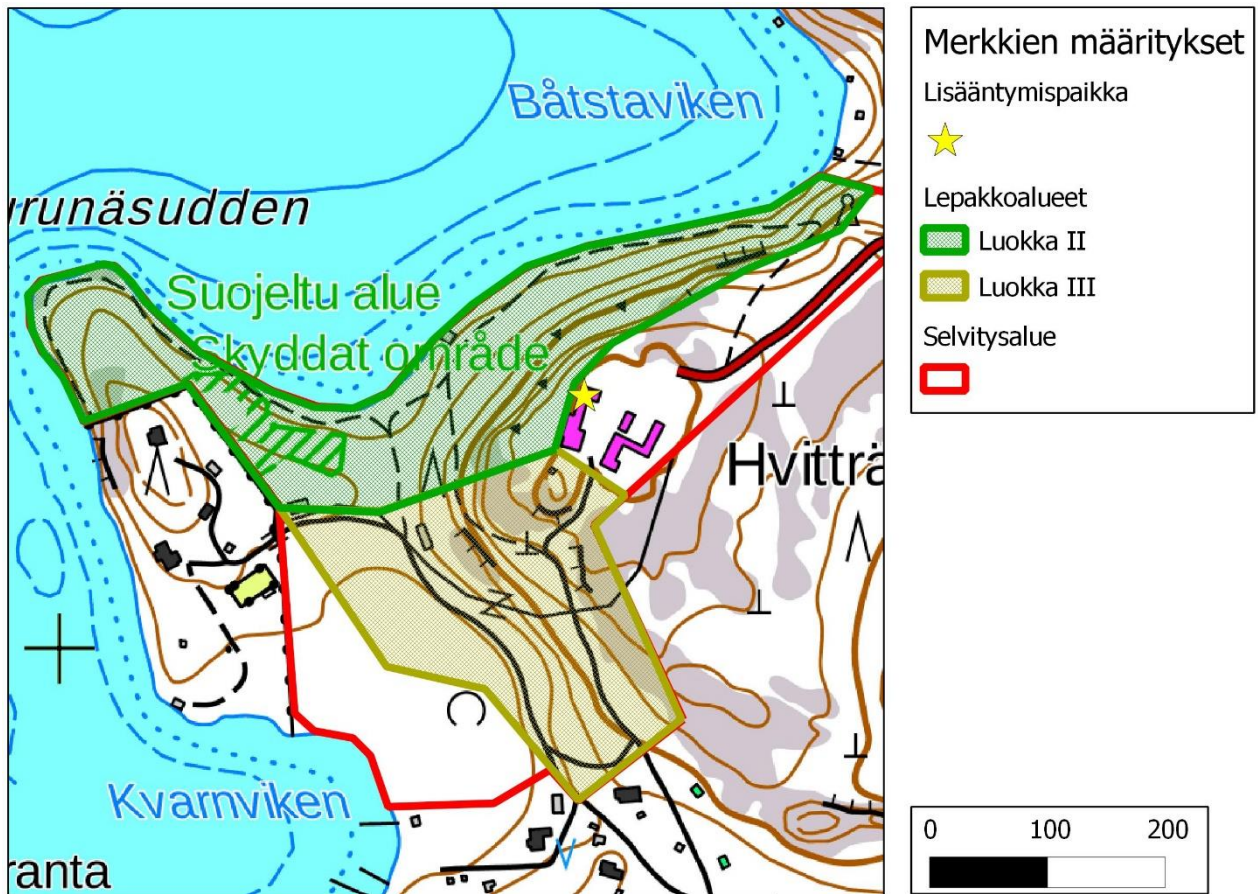 Båtstaviken
urunäsudden
Suojeltu alue
Skyddat område
Hvitträ
Kvarnviken
ranta
Merkkien määritykset
Lisääntymispaikka
Lepakkoalueet
Luokka II
Luokka III
Selvitysalue
0 100 200